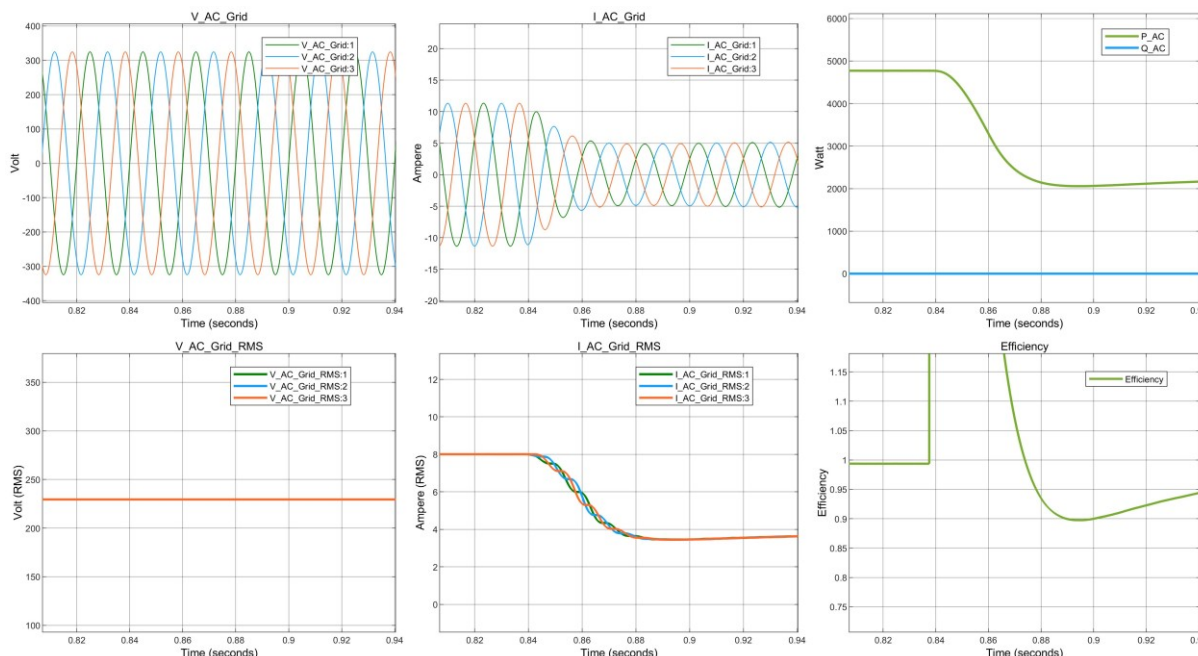 V_AC_Grid
400
300
200
100
0
-100
-200
-300
-400
Volt
V_AC_Grid:1
V_AC_Grid:2
V_AC_Grid:3
0.82
0.84
0.86
0.88
0.9
0.92
0.94
Time (seconds)
I_AC_Grid
20
15
10
5
0
-5
-10
-15
-20
Ampere
I_AC_Grid:1
I_AC_Grid:2
I_AC_Grid:3
0.82
0.84
0.86
0.88
0.9
0.92
0.94
Time (seconds)
6000
5000
4000
3000
2000
1000
0
Watt
P_AC
Q_AC
0.82
0.84
0.86
0.88
0.9
0.92
Time (seconds)
V_AC_Grid_RMS
350
300
250
200
150
100
Volt (RMS)
V_AC_Grid_RMS:1
V_AC_Grid_RMS:2
V_AC_Grid_RMS:3
0.82
0.84
0.86
0.88
0.9
0.92
0.94
Time (seconds)
I_AC_Grid_RMS
12
10
8
6
4
2
0
Ampere (RMS)
I_AC_Grid_RMS:1
I_AC_Grid_RMS:2
I_AC_Grid_RMS:3
0.82
0.84
0.86
0.88
0.9
0.92
0.94
Time (seconds)
Efficiency
1.15
1.1
1.05
1
0.95
0.9
0.85
0.8
0.75
Efficiency
Efficiency
0.82
0.84
0.86
0.88
0.9
0.92
Time (seconds)